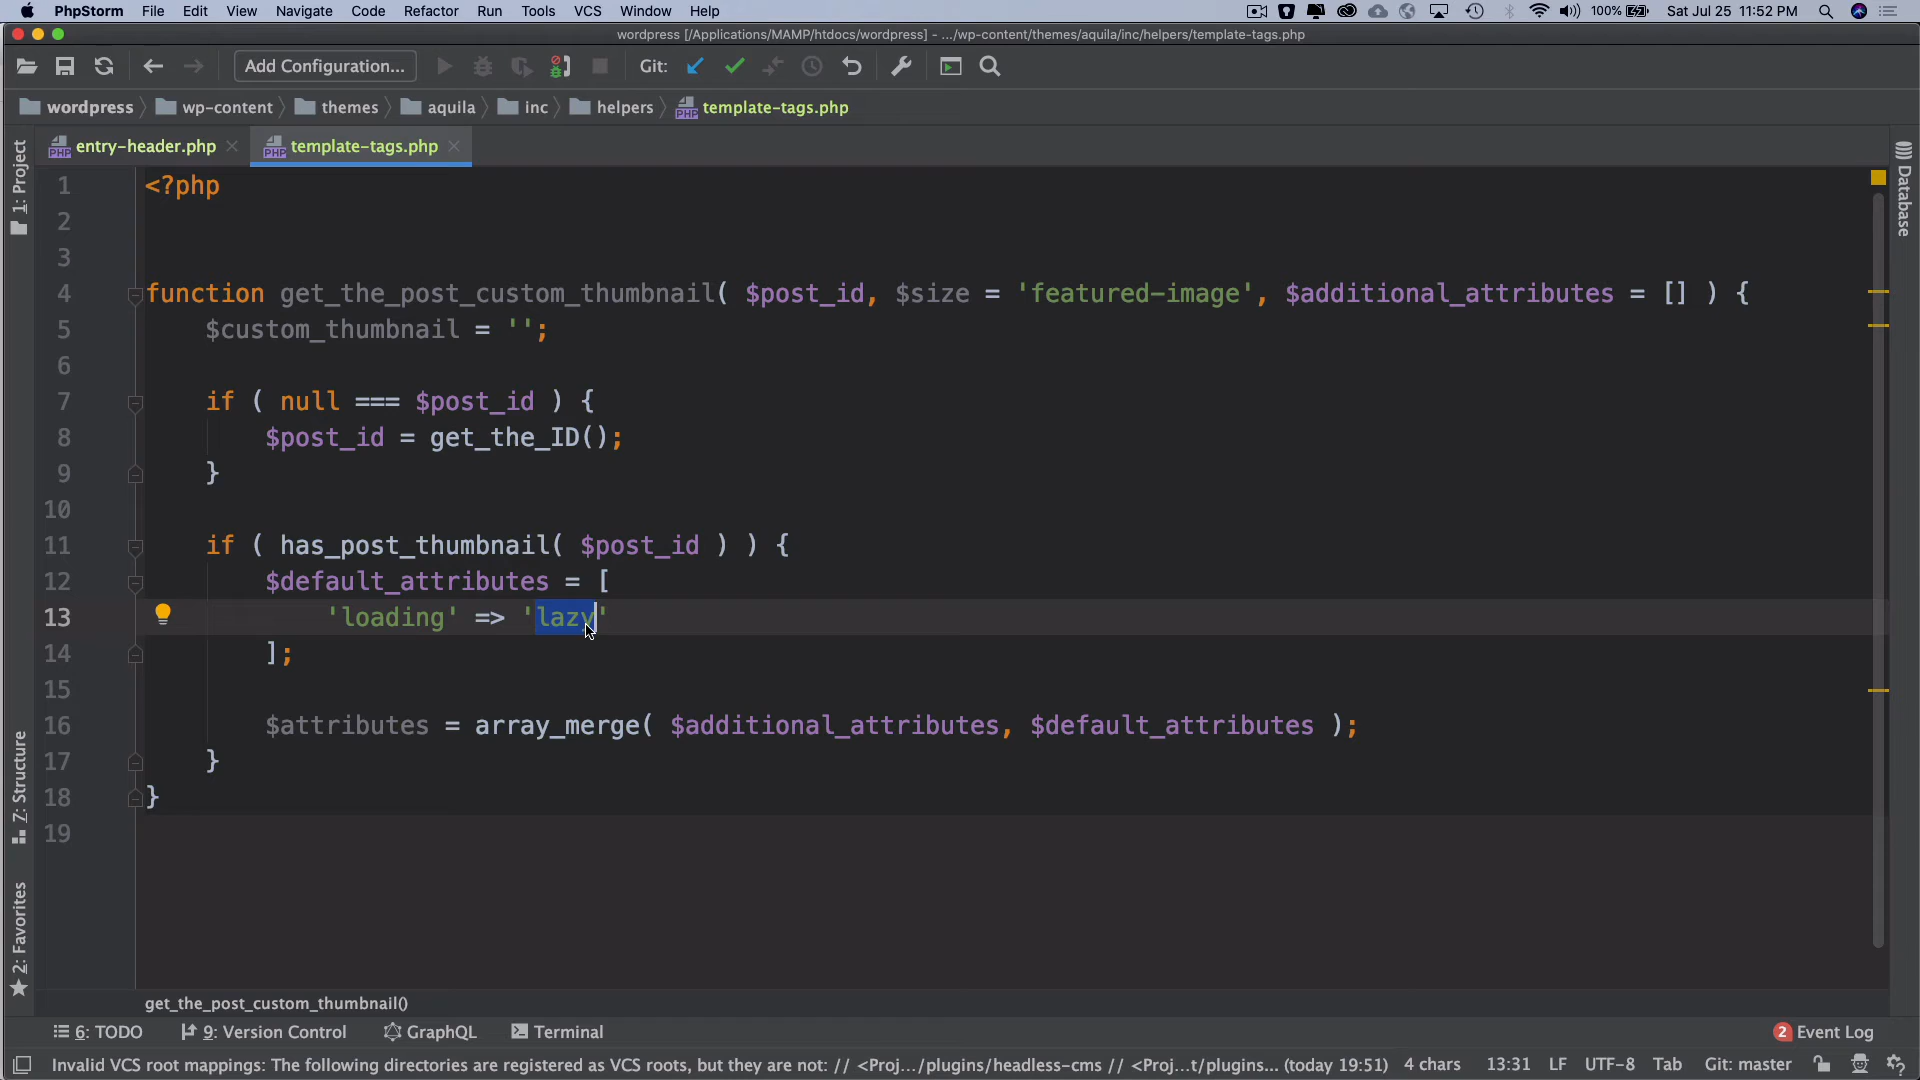 PhpStorm File Edit View Navigate Code Refactor Run Tools VCS Window Help 100% Sat Jul 25 11:52 PM
wordpress [/Applications/MAMP/htdocs/wordpress] - .../wp-content/themes/aquila/inc/helpers/template-tags.php
Add Configuration... Git:
wordpress wp-content themes aquila inc helpers template-tags.php
entry-header.php template-tags.php
1: Project
Database
1 <?php
2
3
4 function get_the_post_custom_thumbnail( $post_id, $size = 'featured-image', $additional_attributes = [] ) {
5 $custom_thumbnail = '';
6
7 if ( null === $post_id ) {
8 $post_id = get_the_ID();
9 }
10
11 if ( has_post_thumbnail( $post_id ) ) {
12 $default_attributes = [
13 'loading' => 'lazy'
14 ];
15
16 $attributes = array_merge( $additional_attributes, $default_attributes );
17 }
18 }
19
Z: Structure
2: Favorites
get_the_post_custom_thumbnail()
6: TODO 9: Version Control GraphQL Terminal 2 Event Log
Invalid VCS root mappings: The following directories are registered as VCS roots, but they are not: // <Proj.../plugins/headless-cms // <Proj...t/plugins... (today 19:51) 4 chars 13:31 LF UTF-8 Tab Git: master